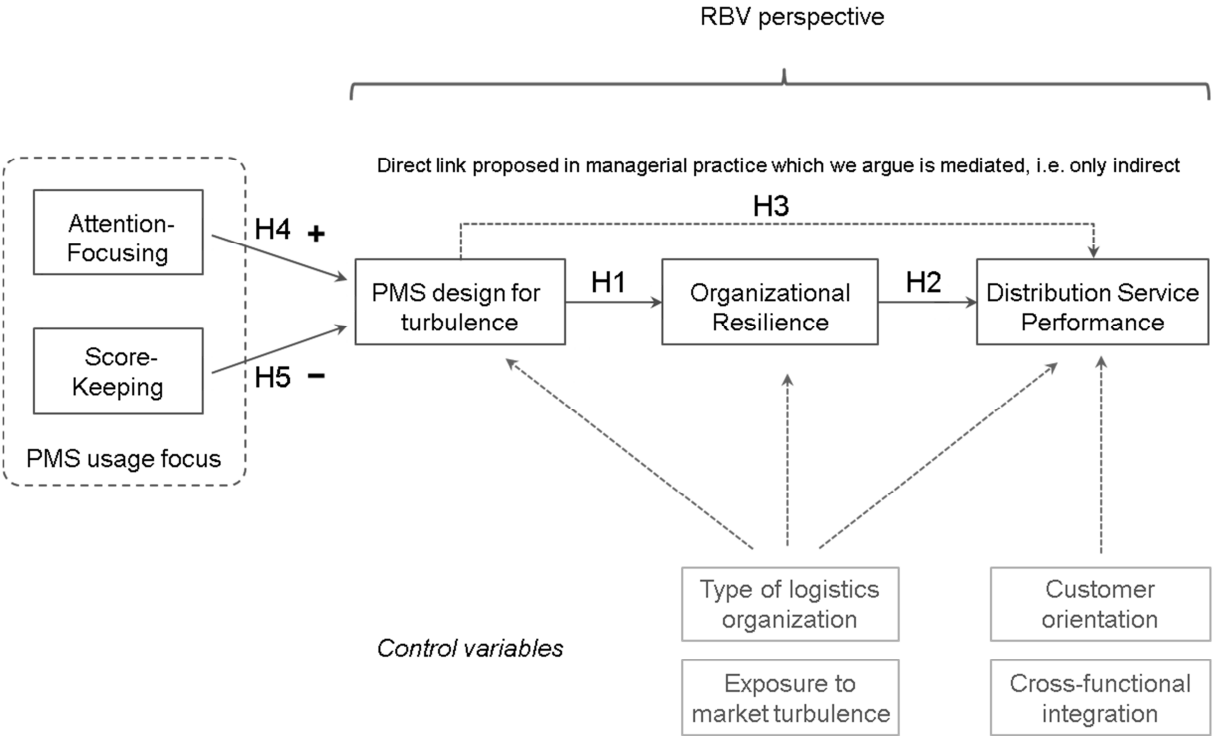 RBV perspective
Direct link proposed in managerial practice which we argue is mediated, i.e. only indirect
H3
Attention-
Focusing
H4 +
PMS design for
turbulence
H1
Organizational
Resilience
H2
Distribution Service
Performance
Score-
Keeping
H5 –
PMS usage focus
Type of logistics
organization
Customer
orientation
Control variables
Exposure to
market turbulence
Cross-functional
integration